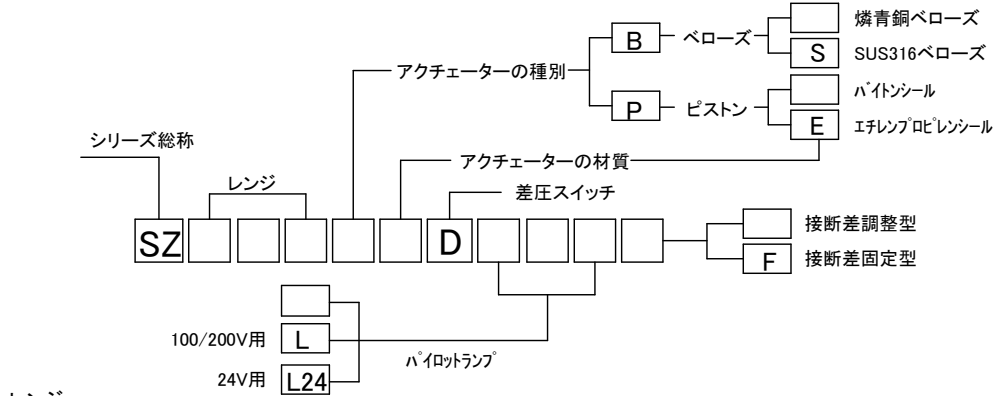 燐青銅ベローズ
B ベローズ
S SUS316ベローズ
アクチェーターの種別
ﾊﾞｲﾄﾝｼｰﾙ
P ピストン
E ｴﾁﾚﾝﾌﾟﾛﾋﾟﾚﾝｼｰﾙ
シリーズ総称
アクチェーターの材質
レンジ
差圧スイッチ
SZ D
接断差調整型
F 接断差固定型
100/200V用 L
ﾊﾟｲﾛｯﾄﾗﾝﾌﾟ
24V用 L24